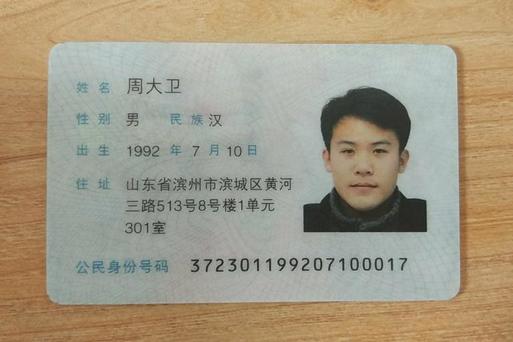 姓名 周大卫
性别 男 民族 汉
出生 1992 年 7 月 10 日
住址 山东省滨州市滨城区黄河
三路513号8号楼1单元
301室
公民身份号码 372301199207100017